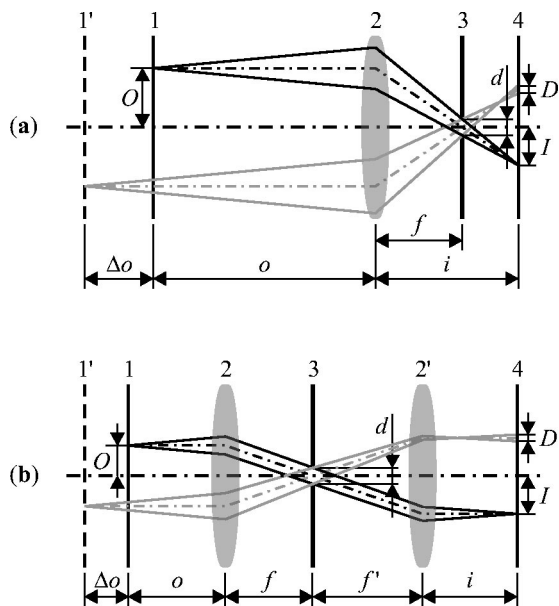 1' 1 2 3 4
(a) O d D I
f
Δo o i
1' 1 2 3 2' 4
(b) O d D I
Δo o f f' i